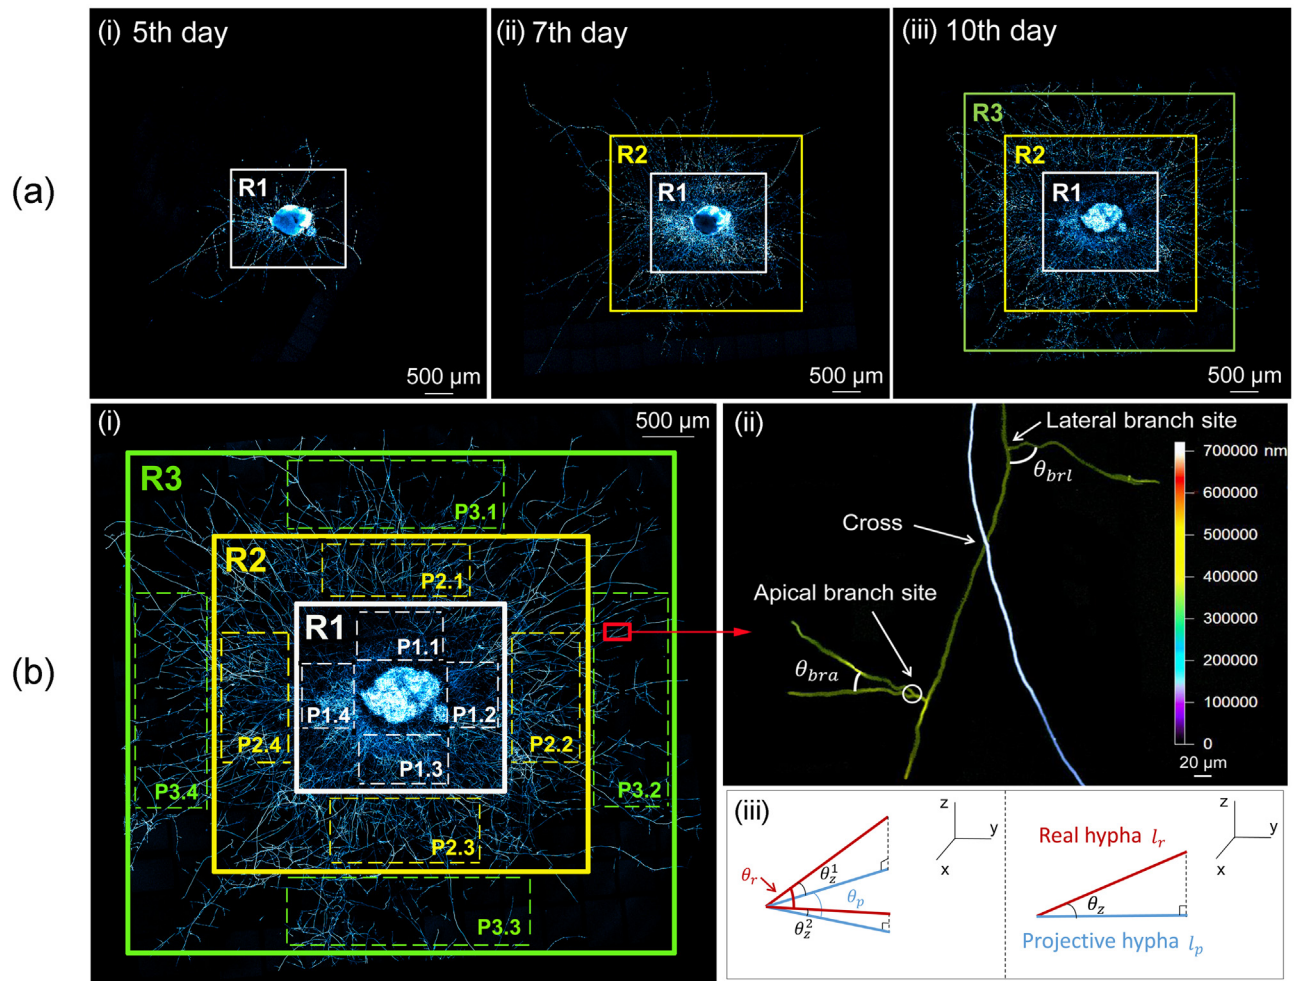 (a)
(i) 5th day
R1
500 µm
(ii) 7th day
R2
R1
500 µm
(iii) 10th day
R3
R2
R1
500 µm
(b)
(i)
500 µm
R3
P3.1
R2
P2.1
R1
P1.1
P1.4
P1.2
P2.4
P2.2
P1.3
P3.4
P3.2
P2.3
P3.3
(ii)
Lateral branch site
θbrl
Cross
Apical branch site
θbra
700000 nm
600000
500000
400000
300000
200000
100000
0
20 µm
(iii)
z
y
x
θr
θz1
θp
θz2
z
y
x
Real hypha lr
θz
Projective hypha lp